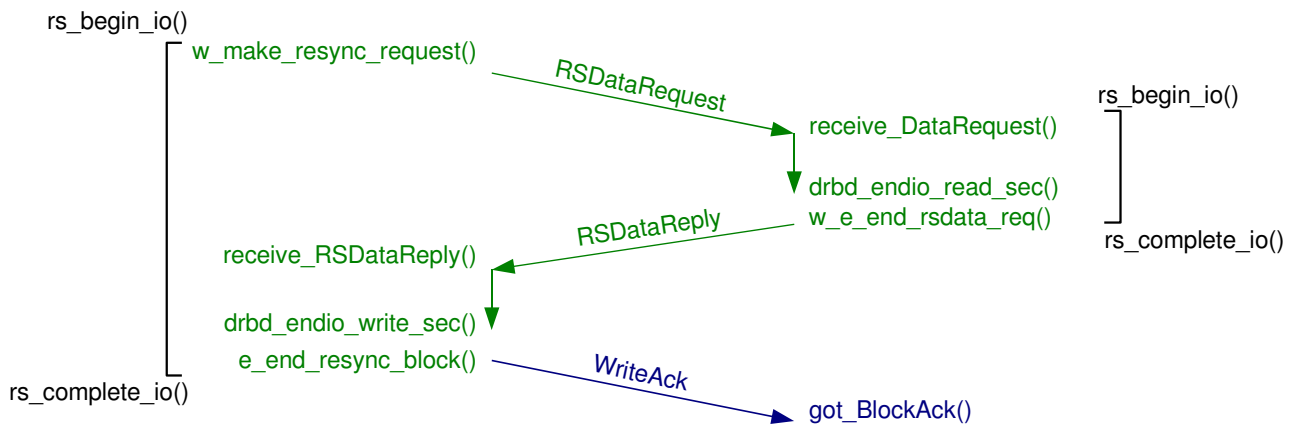 rs_begin_io()
w_make_resync_request()
RSDataRequest
rs_begin_io()
receive_DataRequest()
drbd_endio_read_sec()
w_e_end_rsdata_req()
RSDataReply
rs_complete_io()
receive_RSDataReply()
drbd_endio_write_sec()
e_end_resync_block()
WriteAck
rs_complete_io()
got_BlockAck()